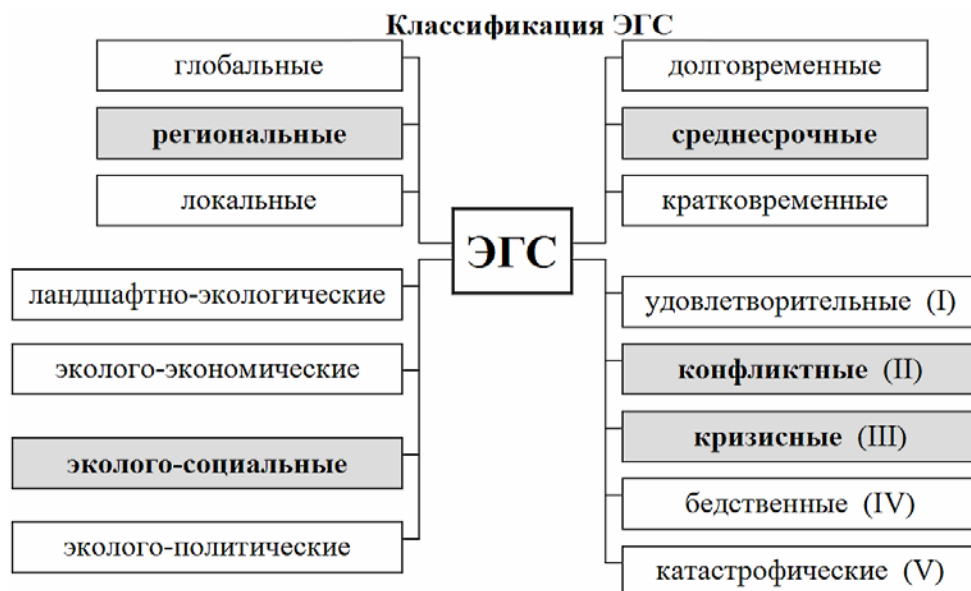 Классификация ЭГС
глобальные
региональные
локальные
долговременные
среднесрочные
кратковременные
ЭГС
ландшафтно-экологические
эколого-экономические
эколого-социальные
эколого-политические
удовлетворительные (I)
конфликтные (II)
кризисные (III)
бедственные (IV)
катастрофические (V)